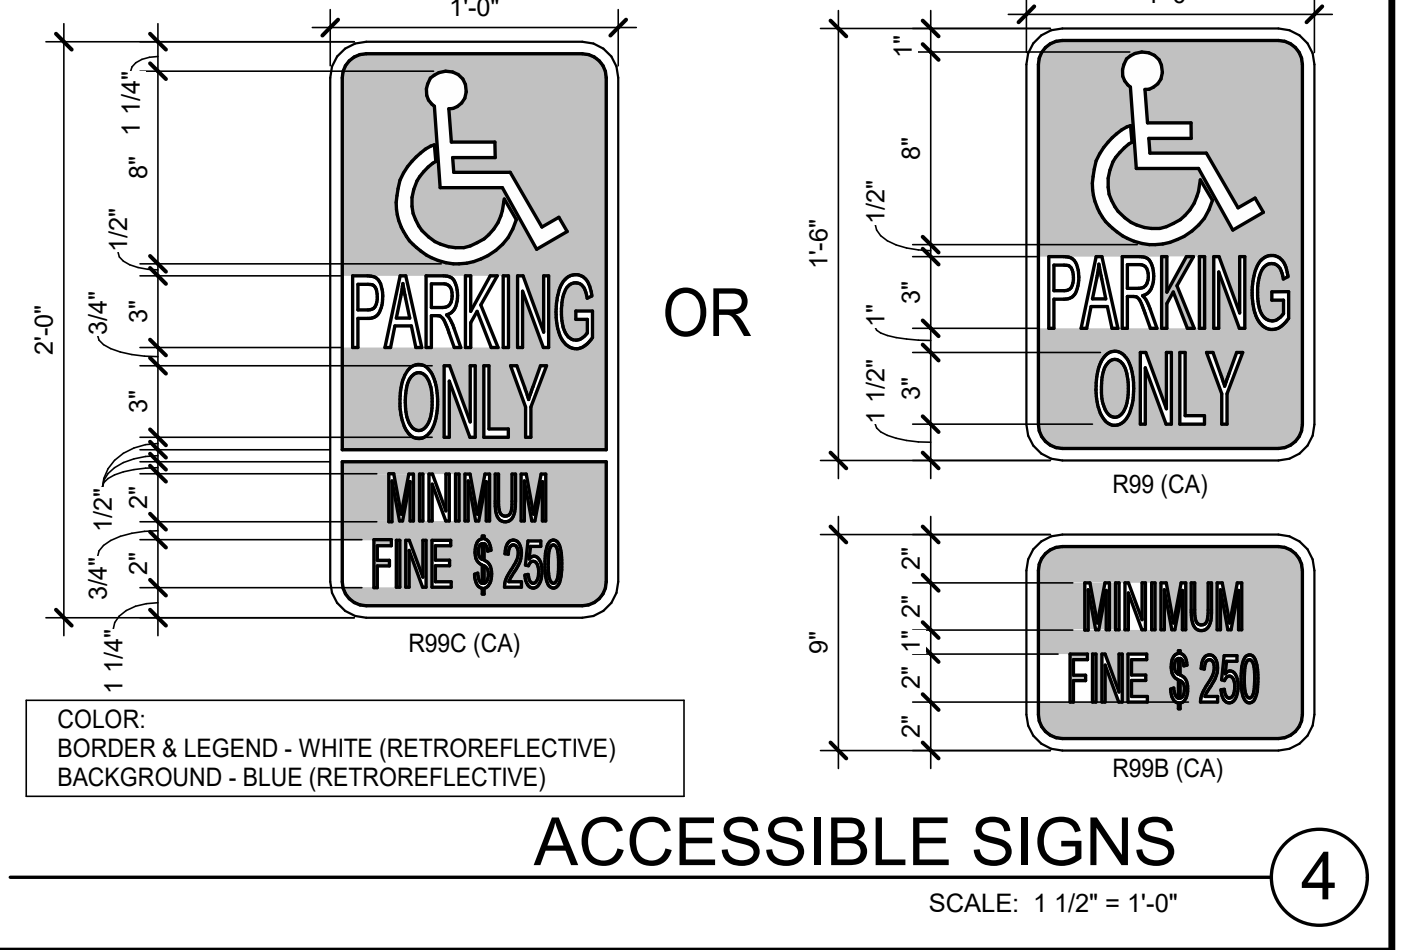 1'-0"
2'-0"
1 1/4"
8"
1/2"
3"
3/4"
3"
1/2"
2"
3/4"
2"
1 1/4"
PARKING
ONLY
MINIMUM
FINE $ 250
R99C (CA)
OR
1'-6"
1"
8"
1/2"
3"
1"
3"
1 1/2"
PARKING
ONLY
R99 (CA)
9"
2"
2"
1"
2"
2"
MINIMUM
FINE $ 250
R99B (CA)
COLOR:
BORDER & LEGEND - WHITE (RETROREFLECTIVE)
BACKGROUND - BLUE (RETROREFLECTIVE)
ACCESSIBLE SIGNS
4
SCALE: 1 1/2" = 1'-0"